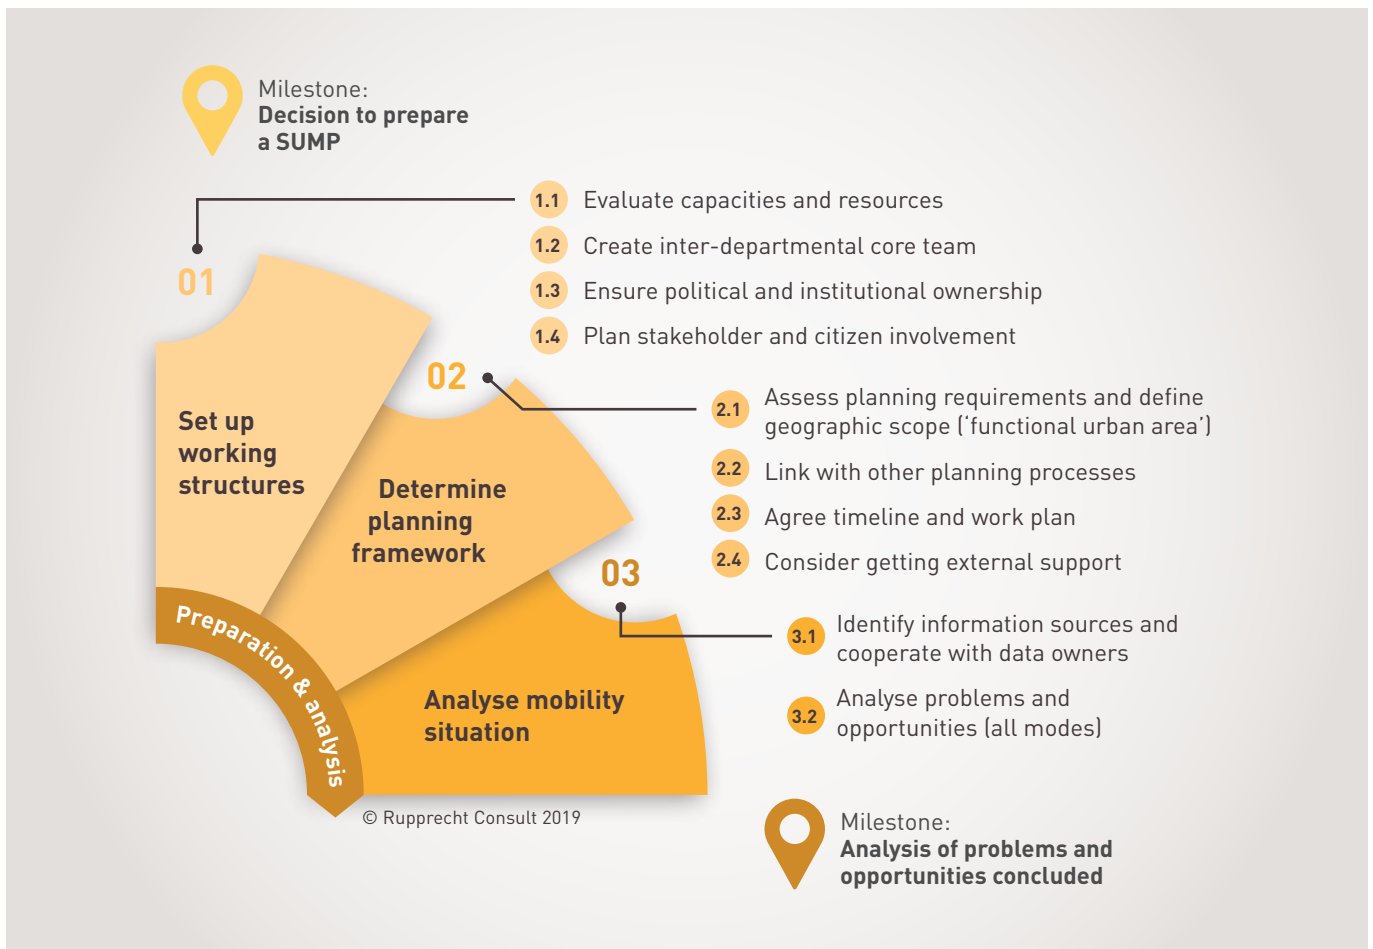 Milestone:
Decision to prepare
a SUMP
01
1.1 Evaluate capacities and resources
1.2 Create inter-departmental core team
1.3 Ensure political and institutional ownership
1.4 Plan stakeholder and citizen involvement
Set up
working
structures
02
2.1 Assess planning requirements and define
geographic scope (‘functional urban area’)
2.2 Link with other planning processes
2.3 Agree timeline and work plan
2.4 Consider getting external support
Determine
planning
framework
03
3.1 Identify information sources and
cooperate with data owners
3.2 Analyse problems and
opportunities (all modes)
Analyse mobility
situation
Preparation & analysis
© Rupprecht Consult 2019
Milestone:
Analysis of problems and
opportunities concluded